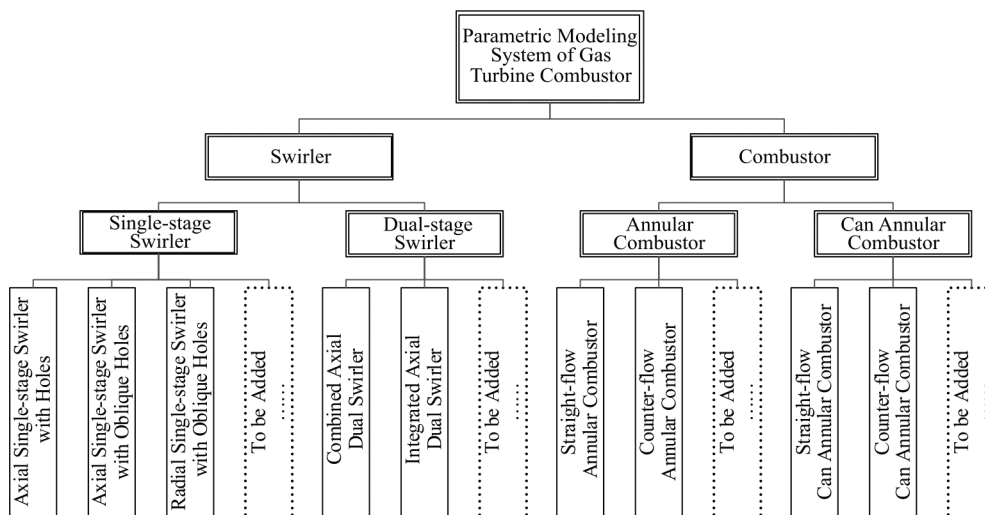 Parametric Modeling
System of Gas
Turbine Combustor
Swirler
Combustor
Single-stage
Swirler
Dual-stage
Swirler
Annular
Combustor
Can Annular
Combustor
Axial Single-stage Swirler
with Holes
Axial Single-stage Swirler
with Oblique Holes
Radial Single-stage Swirler
with Oblique Holes
To be Added
......
Combined Axial
Dual Swirler
Integrated Axial
Dual Swirler
To be Added
......
Straight-flow
Annular Combustor
Counter-flow
Annular Combustor
To be Added
......
Straight-flow
Can Annular Combustor
Counter-flow
Can Annular Combustor
To be Added
......